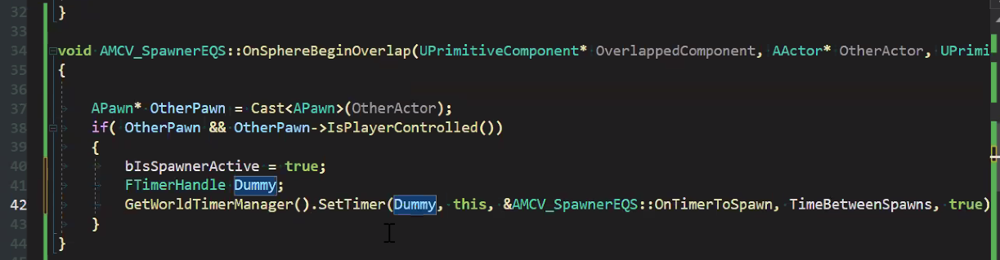 32 }
33
34 void AMCV_SpawnerEQS::OnSphereBeginOverlap(UPrimitiveComponent* OverlappedComponent, AActor* OtherActor, UPrimi
35 {
36
37 APawn* OtherPawn = Cast<APawn>(OtherActor);
38 if( OtherPawn && OtherPawn->IsPlayerControlled())
39 {
40 bIsSpawnerActive = true;
41 FTimerHandle Dummy;
42 GetWorldTimerManager().SetTimer(Dummy, this, &AMCV_SpawnerEQS::OnTimerToSpawn, TimeBetweenSpawns, true)
43 }
44 }